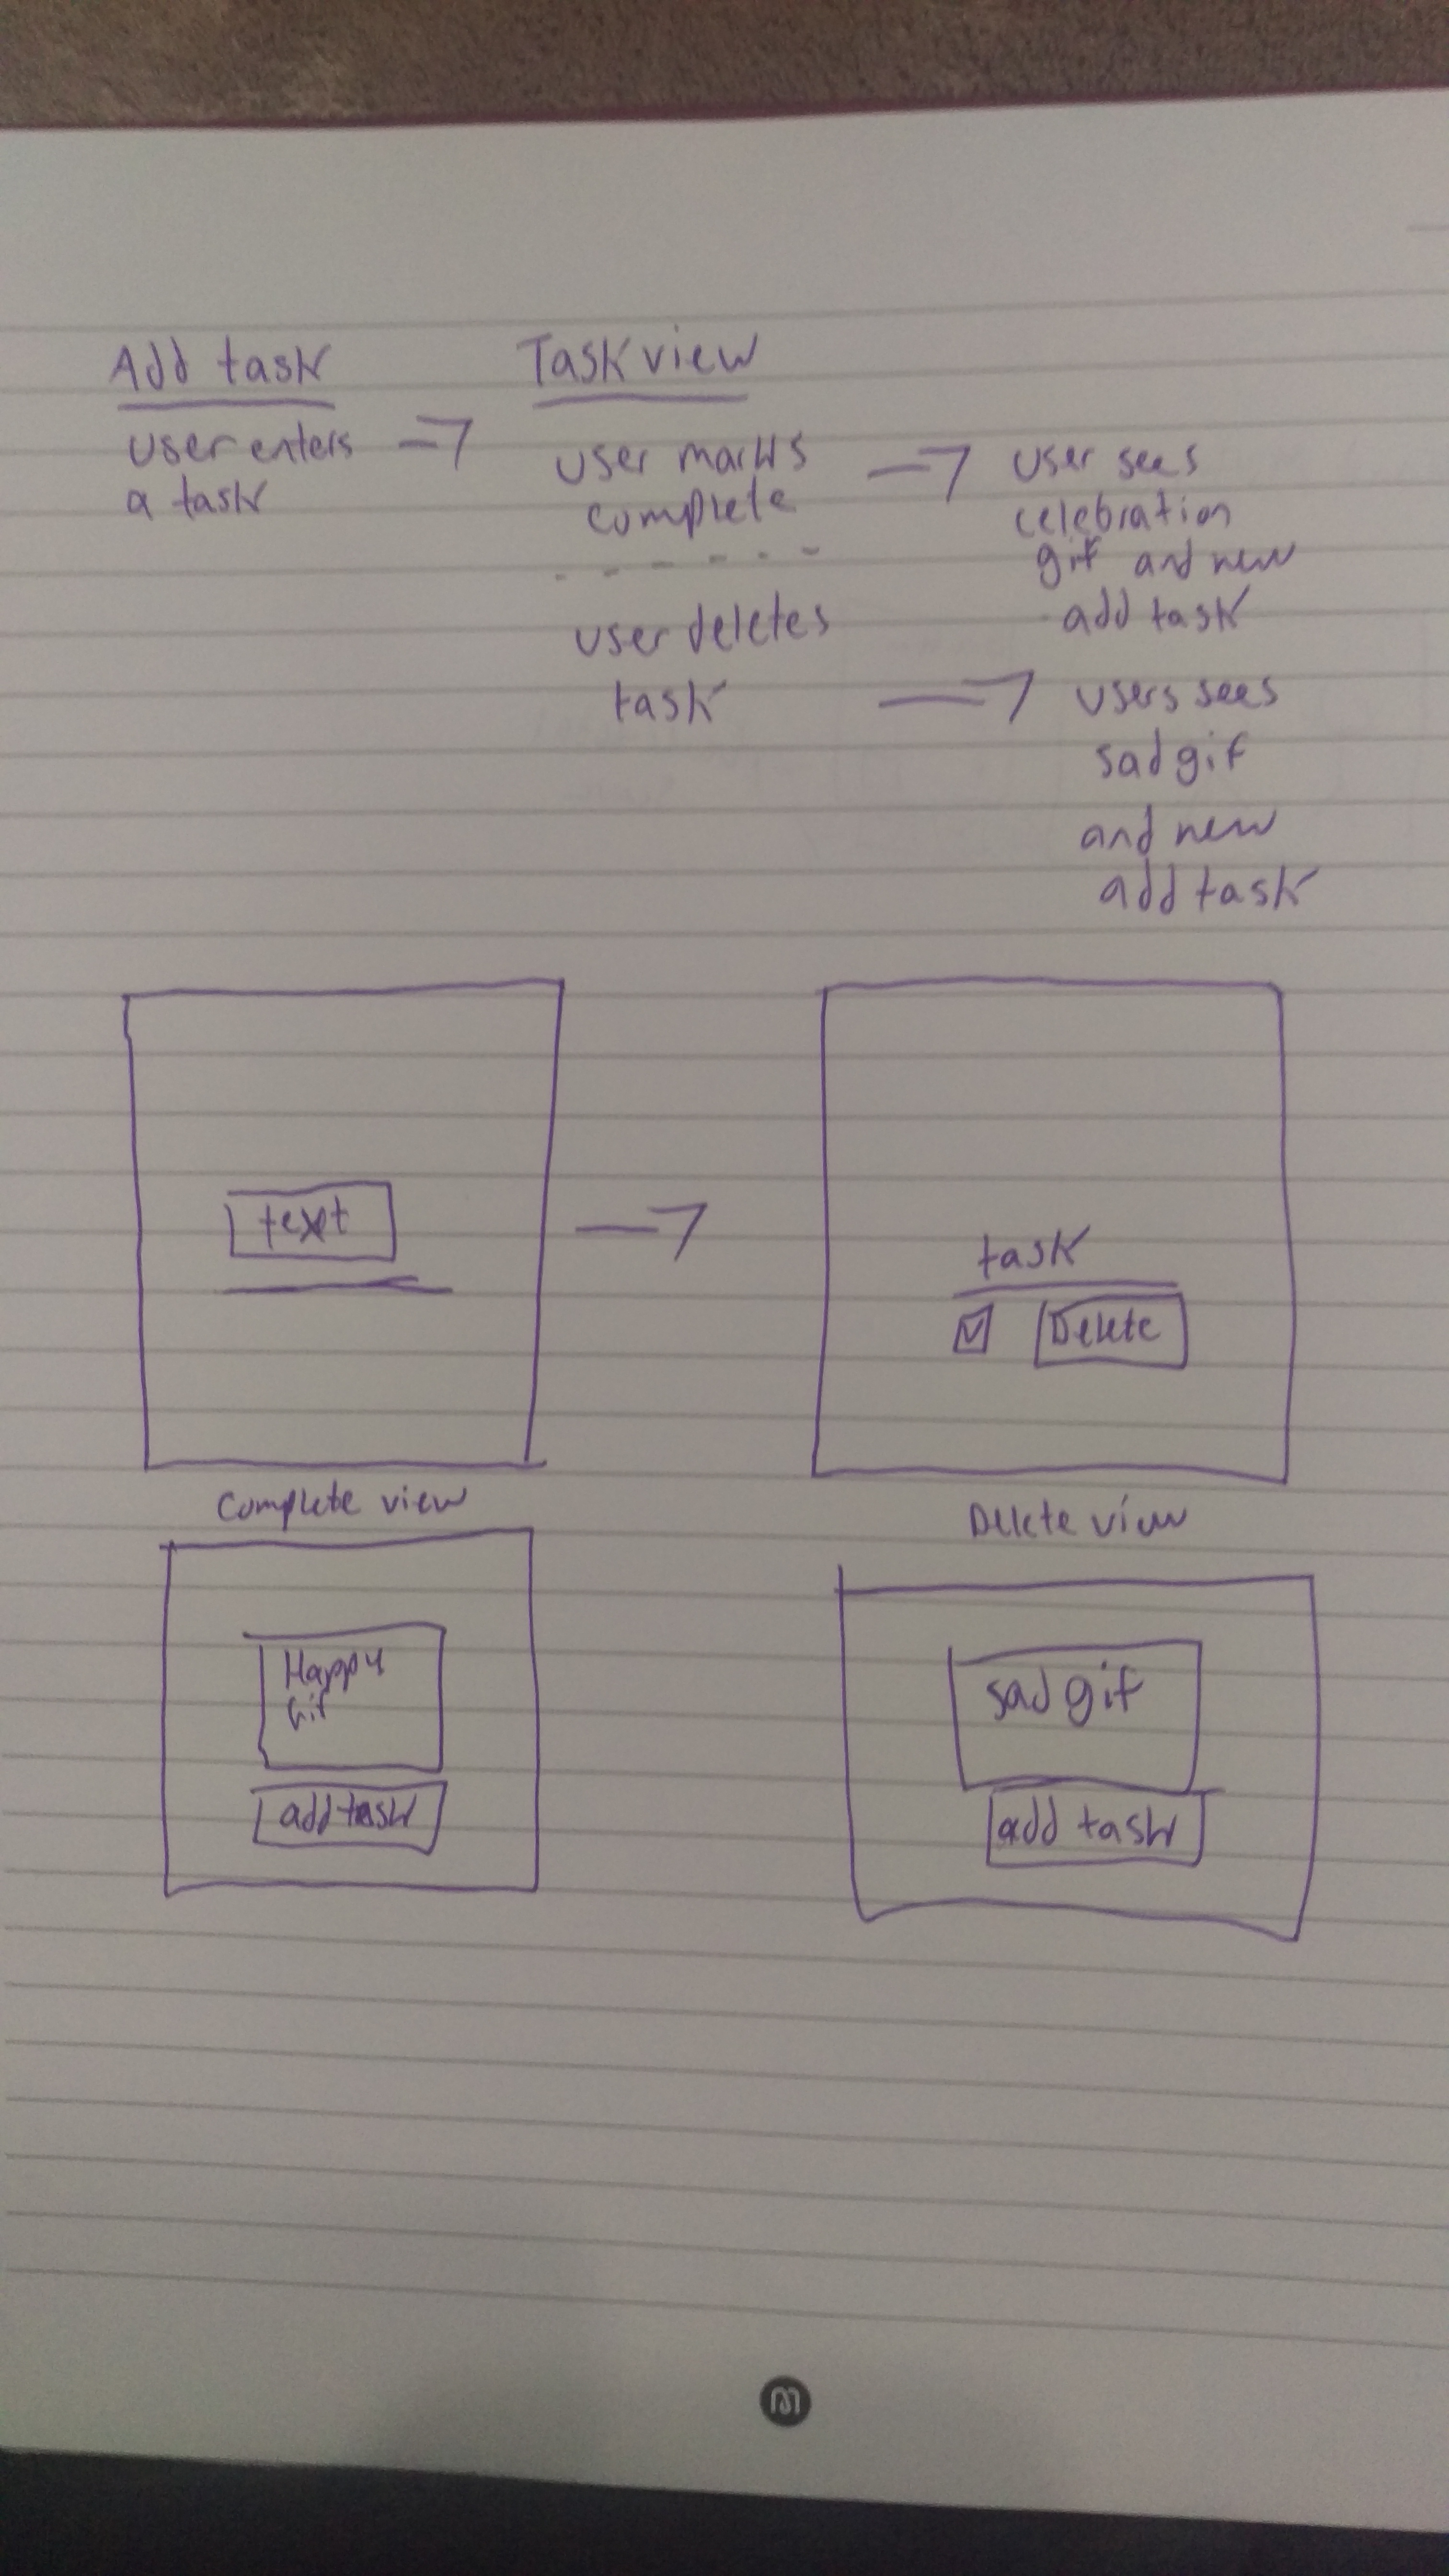 Add task
user enters
a task
Task view
user marks
complete
user deletes
task
user sees
celebration
gif and new
add task
users sees
sad gif
and new
add task
text
task
Delete
Complete view
Happy
Gif
add task
Delete view
sad gif
add task